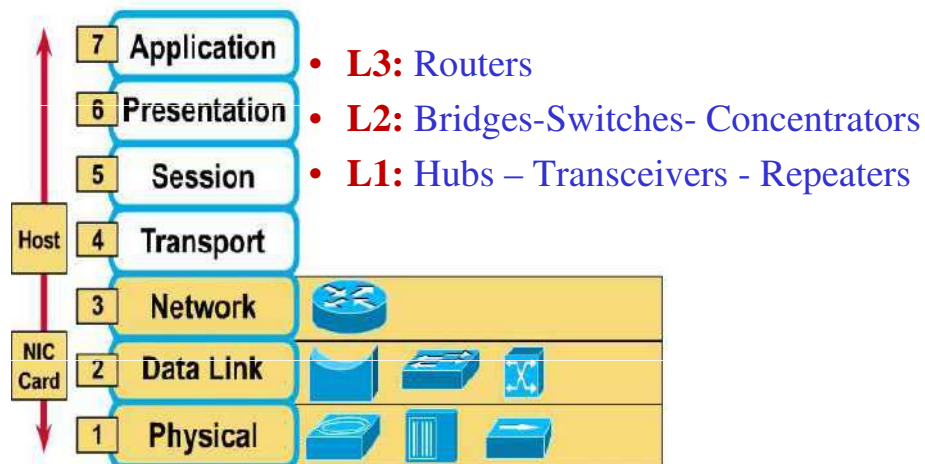 7 Application
6 Presentation
5 Session
Host 4 Transport
3 Network
NIC
Card
2 Data Link
1 Physical
• L3: Routers
• L2: Bridges-Switches- Concentrators
• L1: Hubs – Transceivers - Repeaters